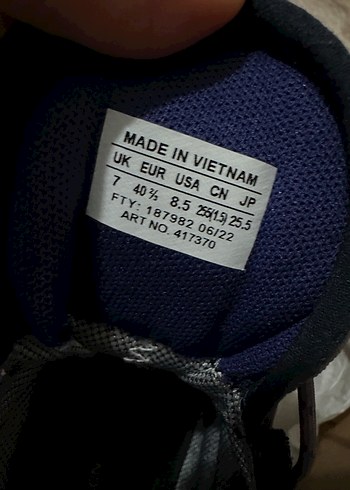 MADE IN VIETNAM
UK EUR USA CN JP
7 40⅔ 8.5 255(1.5) 25.5
FTY: 187982 06/22
ART NO. 417370